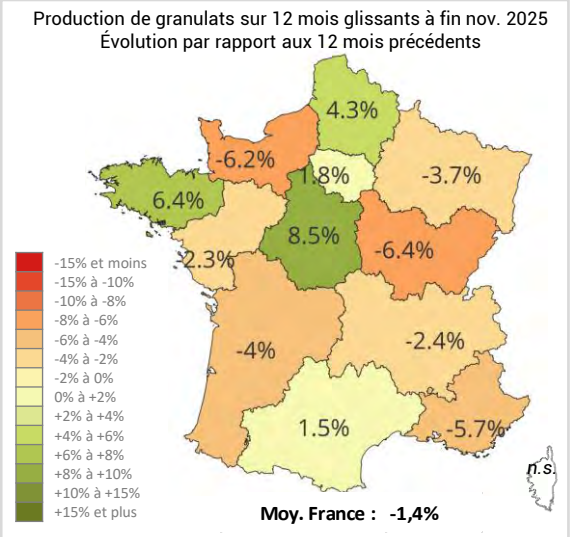 Production de granulats sur 12 mois glissants à fin nov. 2025
Évolution par rapport aux 12 mois précédents
4.3%
-6.2%
1.8%
-3.7%
6.4%
8.5%
-6.4%
-2.3%
-15% et moins
-15% à -10%
-10% à -8%
-8% à -6%
-6% à -4%
-4% à -2%
-2% à 0%
0% à +2%
+2% à +4%
+4% à +6%
+6% à +8%
+8% à +10%
+10% à +15%
+15% et plus
-4%
-2.4%
1.5%
-5.7%
n.s.
Moy. France : -1,4%